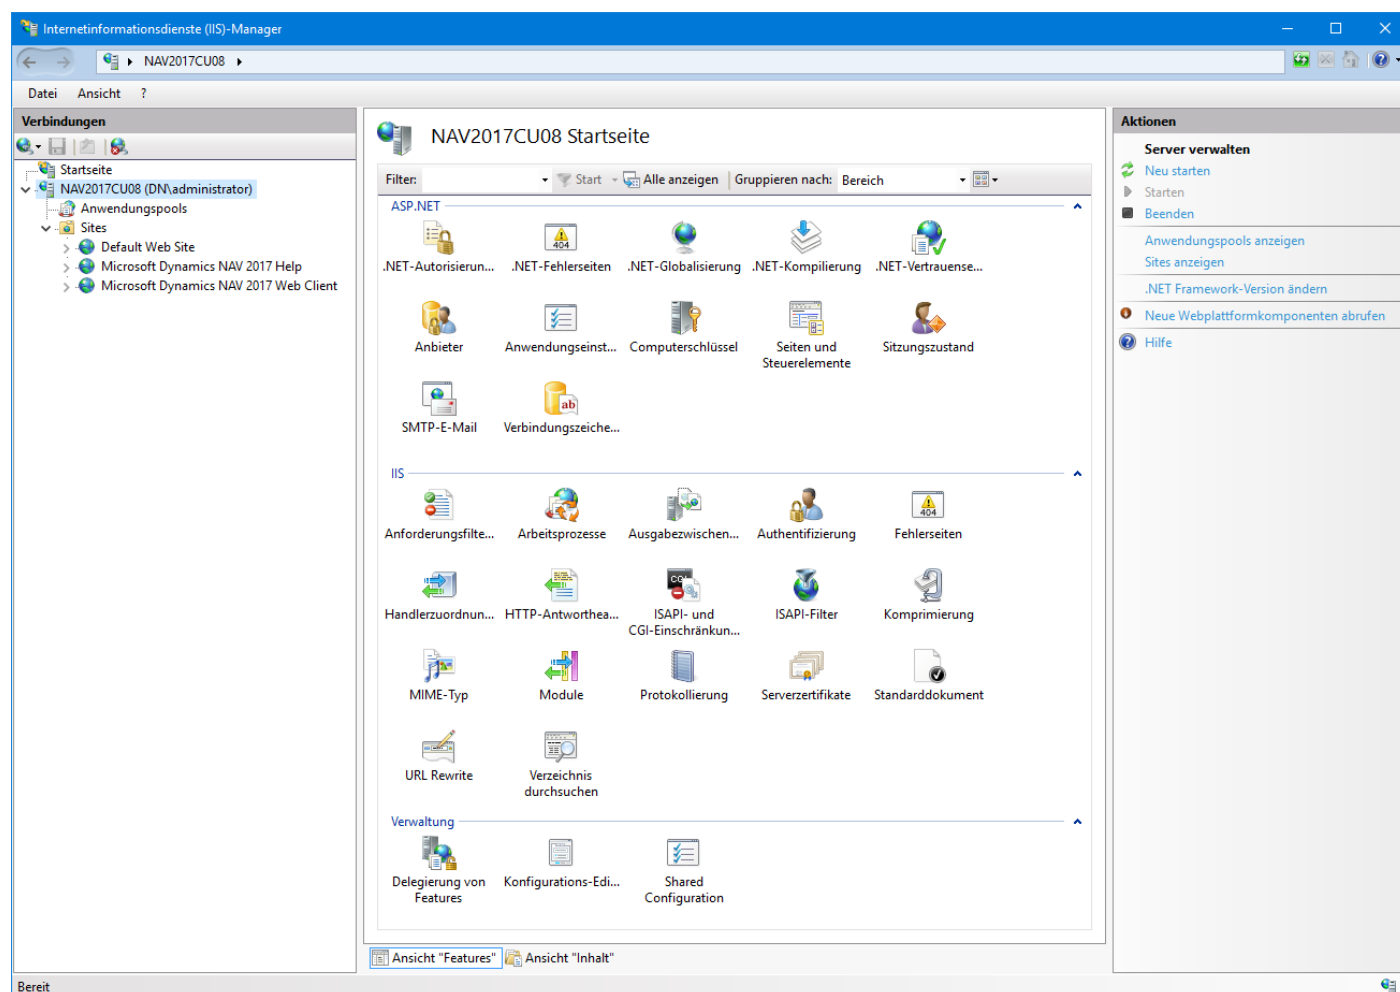 Internetinformationsdienste (IIS)-Manager
NAV2017CU08
Datei Ansicht ?
Verbindungen
Startseite
NAV2017CU08 (DN\administrator)
Anwendungspools
Sites
Default Web Site
Microsoft Dynamics NAV 2017 Help
Microsoft Dynamics NAV 2017 Web Client
NAV2017CU08 Startseite
Filter: Start Alle anzeigen Gruppieren nach: Bereich
ASP.NET
.NET-Autorisierun... .NET-Fehlerseiten .NET-Globalisierung .NET-Kompilierung .NET-Vertrauense...
Anbieter Anwendungseinst... Computerschlüssel Seiten und Sitzungszustand
Steuerelemente
SMTP-E-Mail Verbindungszeiche...
IIS
Anforderungsfilte... Arbeitsprozesse Ausgabezwischen... Authentifizierung Fehlerseiten
Handlerzuordnun... HTTP-Antworthea... ISAPI- und ISAPI-Filter Komprimierung
CGI-Einschränkun...
MIME-Typ Module Protokollierung Serverzertifikate Standarddokument
URL Rewrite Verzeichnis
durchsuchen
Verwaltung
Delegierung von Konfigurations-Edi... Shared
Features Configuration
Ansicht "Features" Ansicht "Inhalt"
Aktionen
Server verwalten
Neu starten
Starten
Beenden
Anwendungspools anzeigen
Sites anzeigen
.NET Framework-Version ändern
Neue Webplattformkomponenten abrufen
Hilfe
Bereit